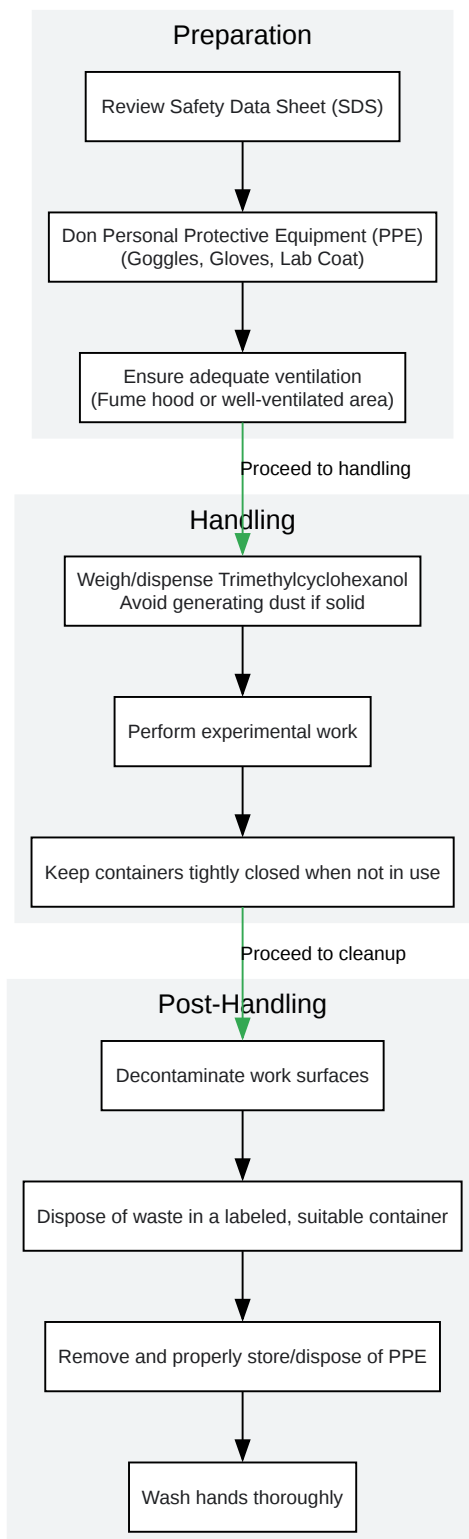 Preparation
Review Safety Data Sheet (SDS)
Don Personal Protective Equipment (PPE)
(Goggles, Gloves, Lab Coat)
Ensure adequate ventilation
(Fume hood or well-ventilated area)
Proceed to handling
Handling
Weigh/dispense Trimethylcyclohexanol
Avoid generating dust if solid
Perform experimental work
Keep containers tightly closed when not in use
Proceed to cleanup
Post-Handling
Decontaminate work surfaces
Dispose of waste in a labeled, suitable container
Remove and properly store/dispose of PPE
Wash hands thoroughly